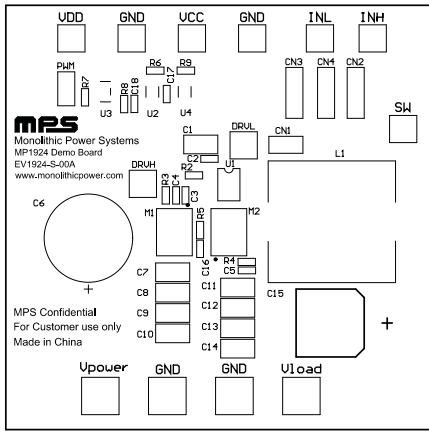 VDD GND VCC GND INL INH
PWM
R7
R8
C18
U3
R6
U2
C17
R9
U4
CN3
CN4
CN2
SW
MPS
Monolithic Power Systems
MP1924 Demo Board
EV1924-S-00A
www.monolithicpower.com
C1
DRVL
CN1
C2
L1
DRVH
R2
U1
R3
C4
C3
C6
M1
R5
M2
C16
R4
C5
C7
C8
C9
C10
C11
C12
C13
C14
C15
+
+
MPS Confidential
For Customer use only
Made in China
Vpower GND GND Vload